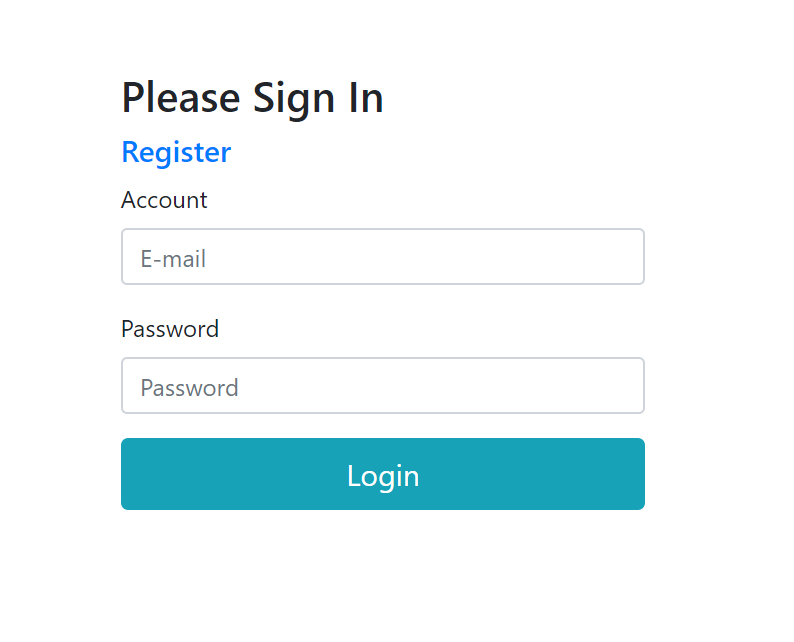 Please Sign In
Register
Account
E-mail
Password
Password
Login